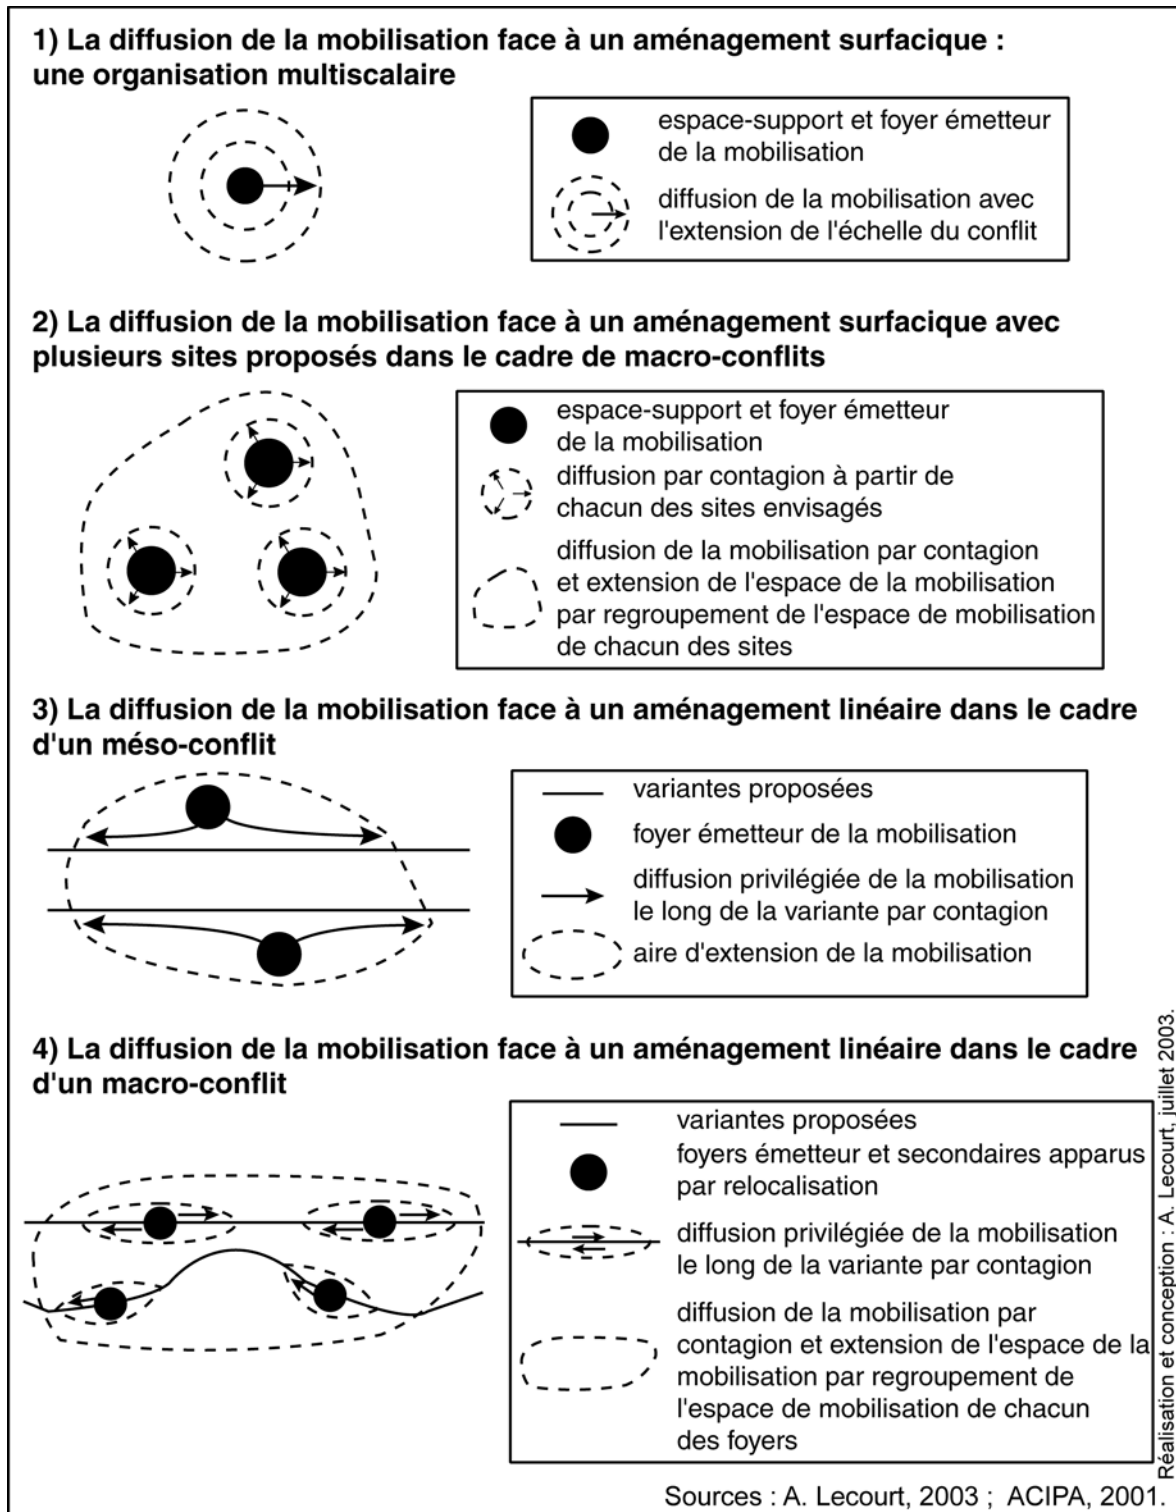 1) La diffusion de la mobilisation face à un aménagement surfacique :
une organisation multiscalaire
espace-support et foyer émetteur
de la mobilisation
diffusion de la mobilisation avec
l'extension de l'échelle du conflit
2) La diffusion de la mobilisation face à un aménagement surfacique avec
plusieurs sites proposés dans le cadre de macro-conflits
espace-support et foyer émetteur
de la mobilisation
diffusion par contagion à partir de
chacun des sites envisagés
diffusion de la mobilisation par contagion
et extension de l'espace de la mobilisation
par regroupement de l'espace de mobilisation
de chacun des sites
3) La diffusion de la mobilisation face à un aménagement linéaire dans le cadre
d'un méso-conflit
variantes proposées
foyer émetteur de la mobilisation
diffusion privilégiée de la mobilisation
le long de la variante par contagion
aire d'extension de la mobilisation
4) La diffusion de la mobilisation face à un aménagement linéaire dans le cadre
d'un macro-conflit
variantes proposées
foyers émetteur et secondaires apparus
par relocalisation
diffusion privilégiée de la mobilisation
le long de la variante par contagion
diffusion de la mobilisation par
contagion et extension de l'espace de la
mobilisation par regroupement de
l'espace de mobilisation de chacun
des foyers
Réalisation et conception : A. Lecourt, juillet 2003.
Sources : A. Lecourt, 2003 ; ACIPA, 2001.